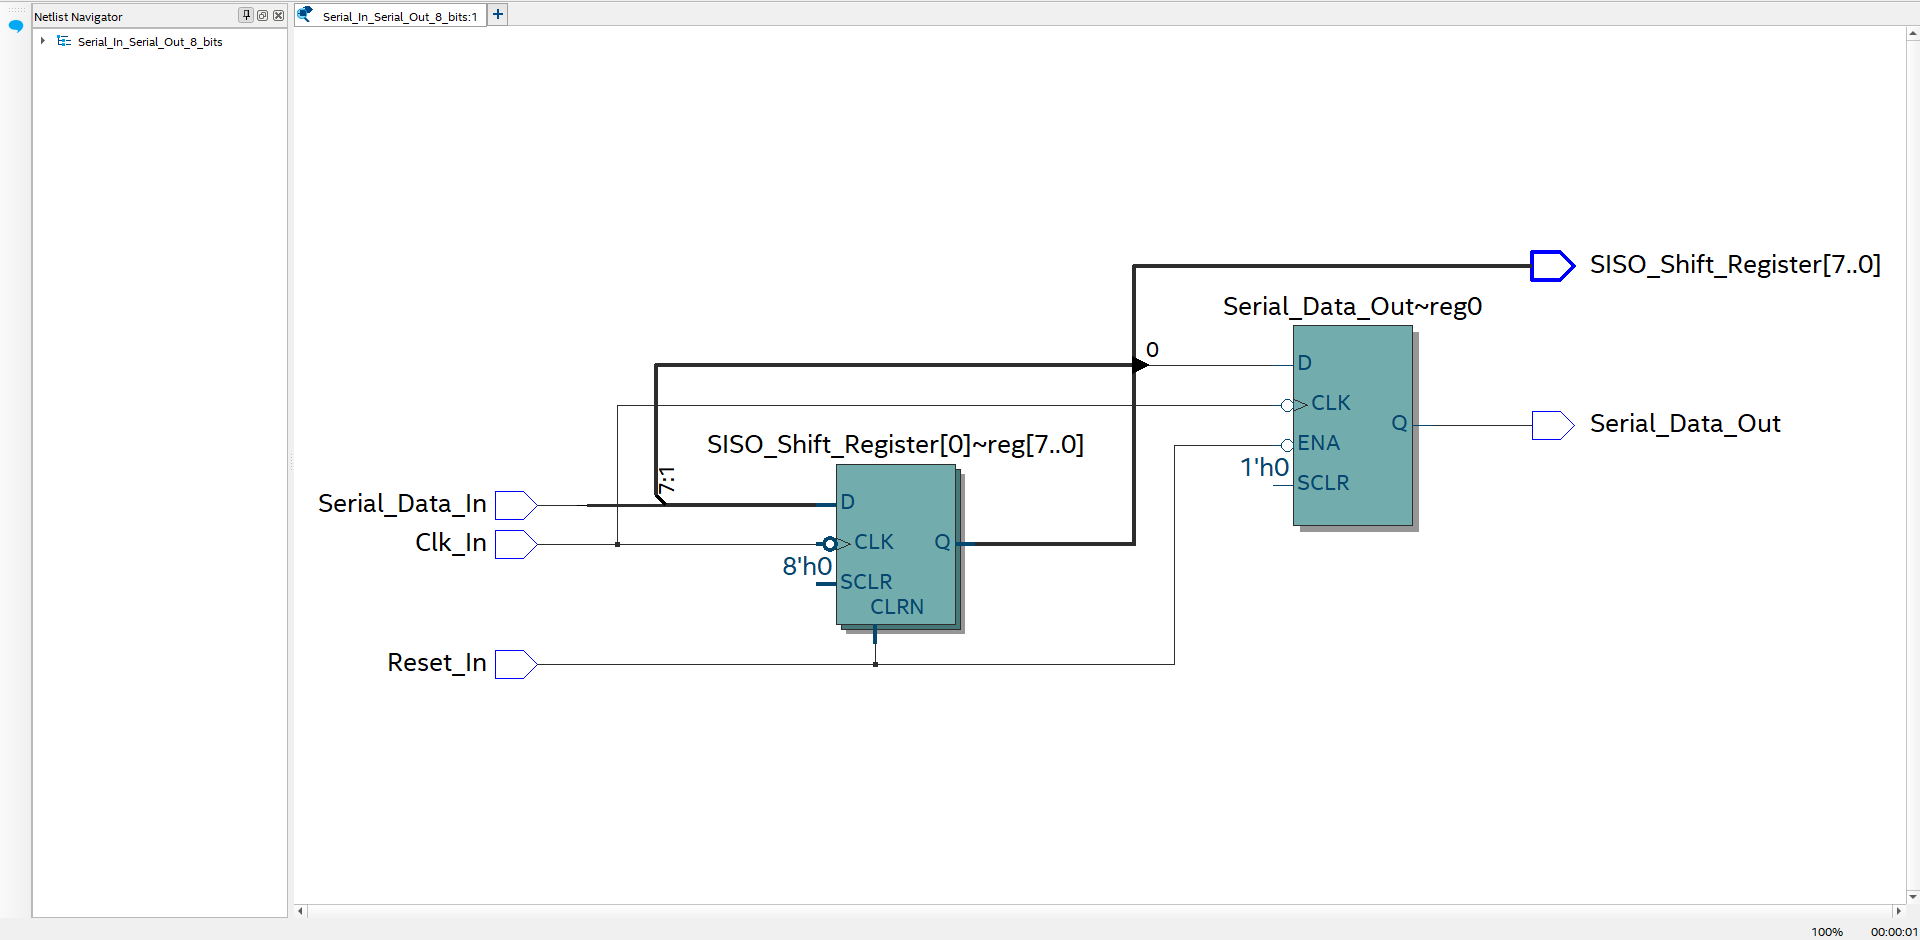 Netlist Navigator
Serial_In_Serial_Out_8_bits:1
Serial_In_Serial_Out_8_bits
SISO_Shift_Register[7..0]
Serial_Data_Out~reg0
0
D
CLK
Q
ENA
1'h0
SCLR
Serial_Data_Out
SISO_Shift_Register[0]~reg[7..0]
7:1
Serial_Data_In
D
Clk_In
CLK
Q
8'h0
SCLR
CLRN
Reset_In
100%
00:00:01